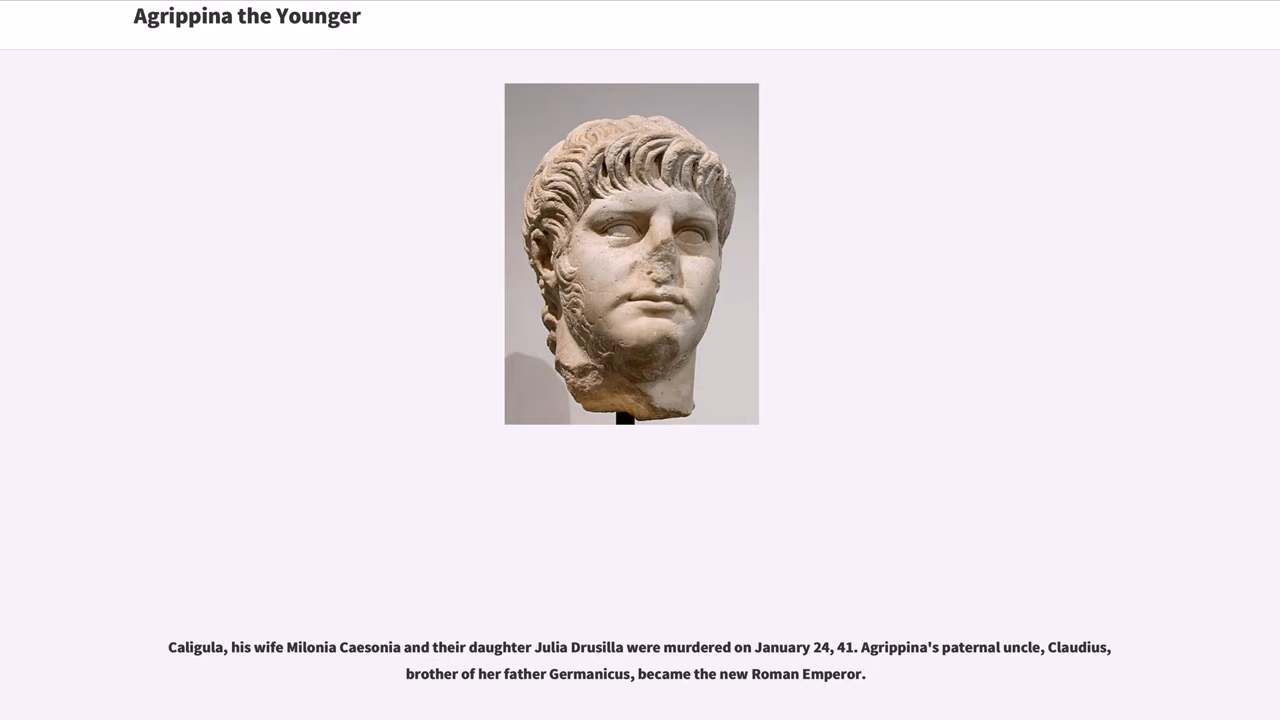 Agrippina the Younger
Caligula, his wife Milonia Caesonia and their daughter Julia Drusilla were murdered on January 24, 41. Agrippina's paternal uncle, Claudius,
brother of her father Germanicus, became the new Roman Emperor.